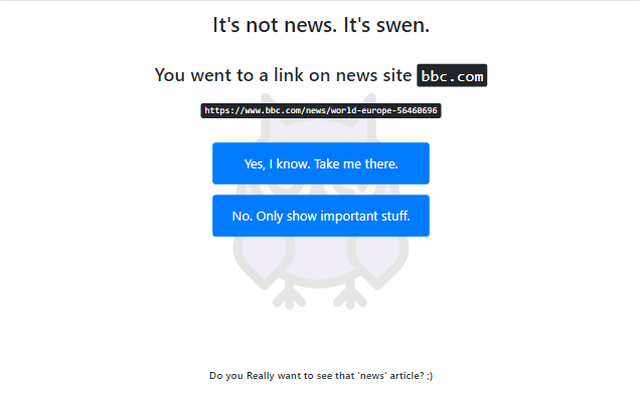 It's not news. It's swen.
You went to a link on news site bbc.com
https://www.bbc.com/news/world-europe-56460696
Yes, I know. Take me there.
No. Only show important stuff.
Do you Really want to see that 'news' article? ;)